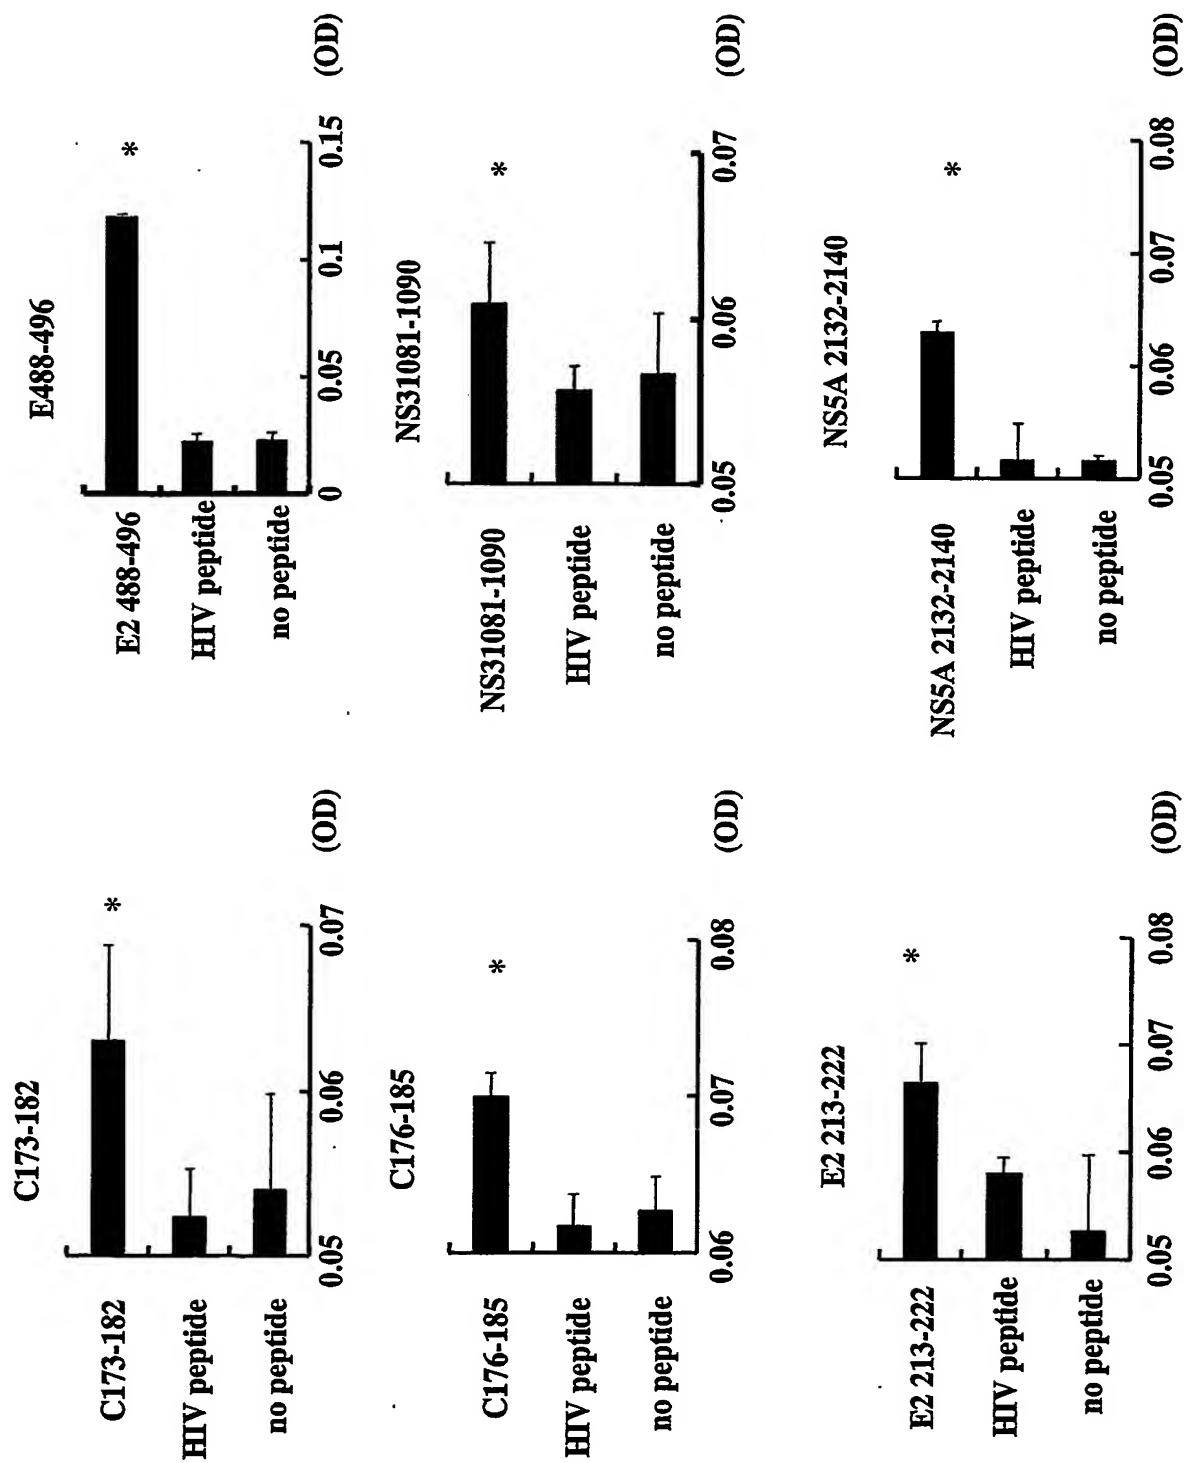 C173-182
C173-182 *
HIV peptide
no peptide
0.05 0.06 0.07 (OD)
E488-496
E2 488-496 *
HIV peptide
no peptide
0 0.05 0.1 0.15 (OD)
C176-185
C176-185 *
HIV peptide
no peptide
0.06 0.07 0.08 (OD)
NS31081-1090
NS31081-1090 *
HIV peptide
no peptide
0.05 0.06 0.07 (OD)
E2 213-222
E2 213-222 *
HIV peptide
no peptide
0.05 0.06 0.07 0.08 (OD)
NS5A 2132-2140
NS5A 2132-2140 *
HIV peptide
no peptide
0.05 0.06 0.07 0.08 (OD)